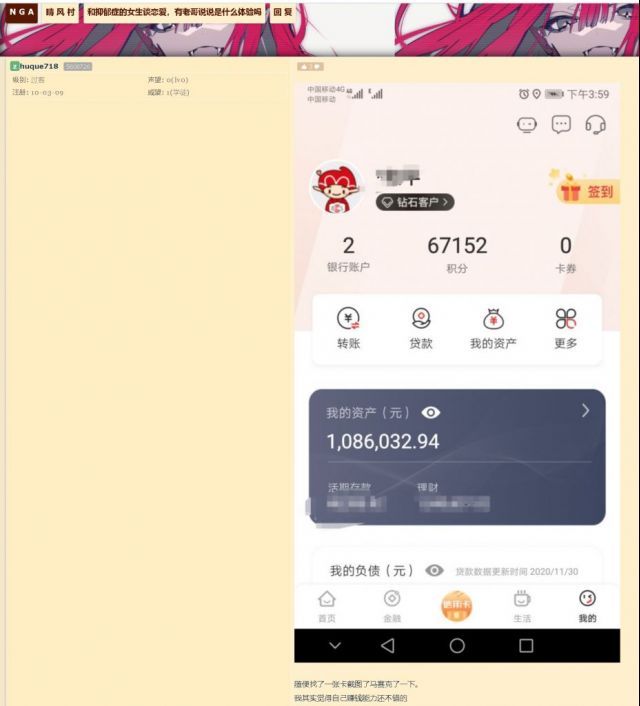 NGA 晴风村 和抑郁症的女生谈恋爱,有老哥说说是什么体验吗 回复
huque718
级别: 过客 声望: 0(lv0)
注册: 10-03-09 威望: 1(学徒)
中国移动4G
中国移动
下午3:59
钻石客户
签到
2 67152 0
银行账户 积分 卡券
转账 贷款 我的资产 更多
我的资产(元)
1,086,032.94
活期存款 理财
我的负债(元) 贷款数据更新时间 2020/11/30
信用卡
首页 金融 生活 我的
随便找了一张卡截图了马赛克了一下。
我其实觉得自己赚钱能力还不错的